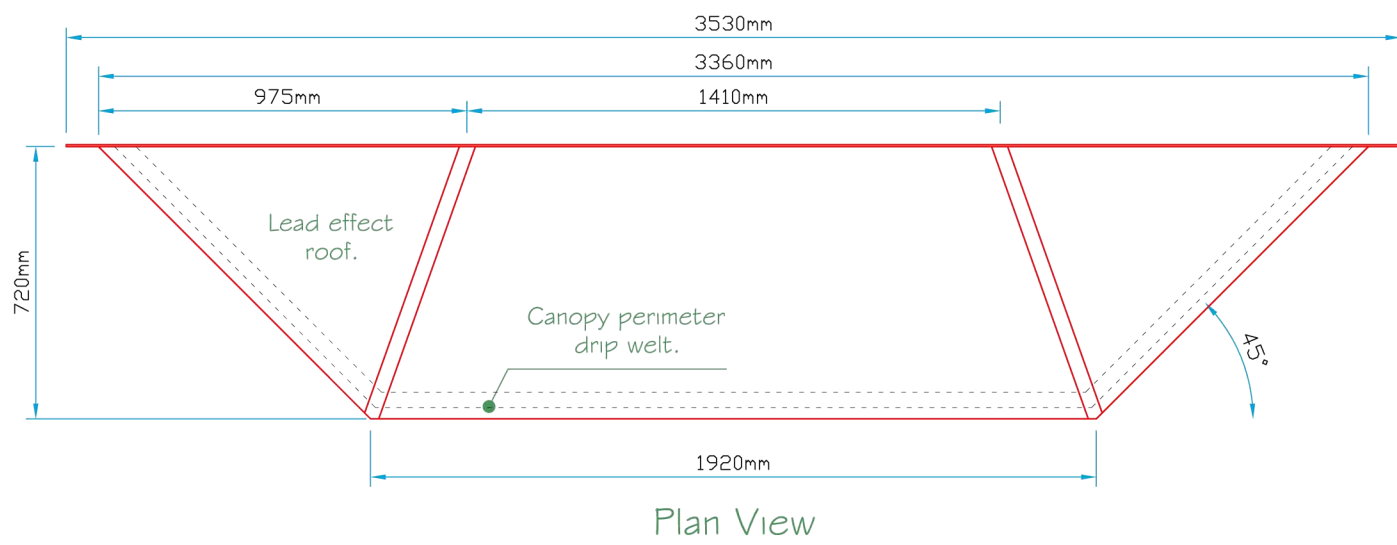 3530mm
3360mm
975mm
1410mm
720mm
Lead effect
roof.
Canopy perimeter
drip welt.
45°
1920mm
Plan View